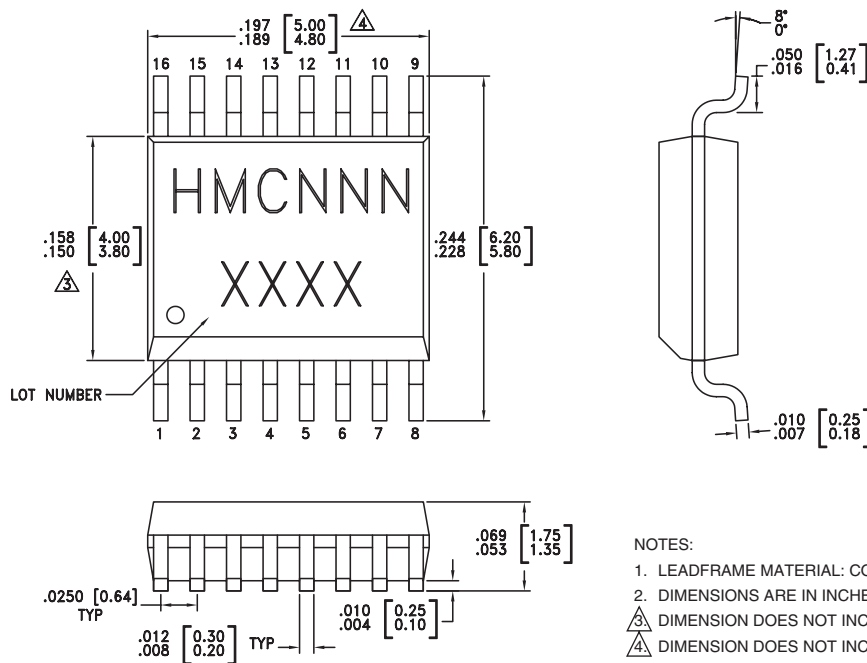 .197 [5.00]
.189 [4.80]
4
8°
0°
.050 [1.27]
.016 [0.41]
16 15 14 13 12 11 10 9
HMCNNN
XXXX
.158 [4.00]
.150 [3.80]
3
.244 [6.20]
.228 [5.80]
LOT NUMBER
1 2 3 4 5 6 7 8
.010 [0.25]
.007 [0.18]
.069 [1.75]
.053 [1.35]
.0250 [0.64]
TYP
.010 [0.25]
.004 [0.10]
.012 [0.30]
.008 [0.20]
TYP
NOTES:
1. LEADFRAME MATERIAL:
2. DIMENSIONS ARE IN
3. DIMENSION DOES NOT
4. DIMENSION DOES NOT